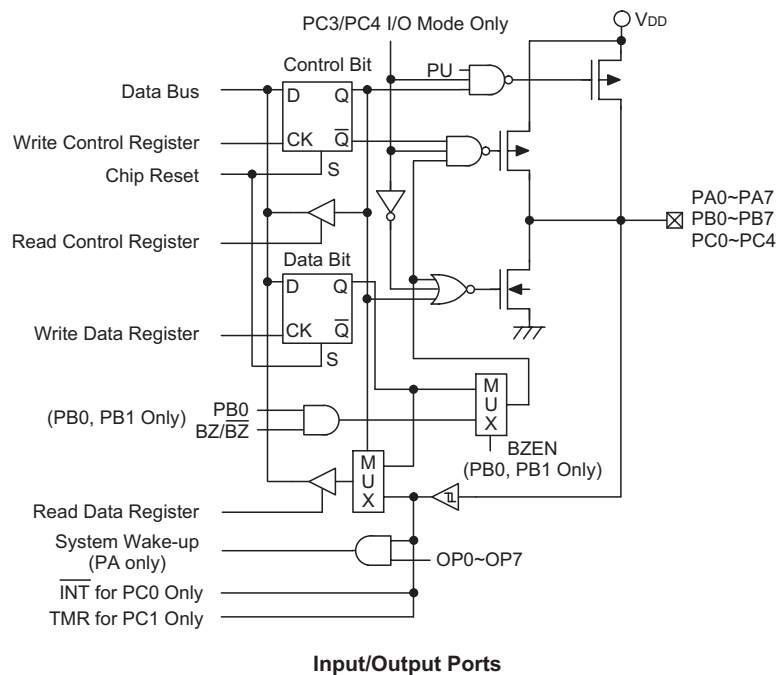 PC3/PC4 I/O Mode Only
VDD
Control Bit
PU
Data Bus
D
Q
Write Control Register
CK
Q̅
Chip Reset
S
PA0~PA7
PB0~PB7
PC0~PC4
Read Control Register
Data Bit
D
Q
Write Data Register
CK
Q̅
S
M
U
X
(PB0, PB1 Only)
PB0
BZ/B̅Z̅
BZEN
(PB0, PB1 Only)
M
U
X
Read Data Register
System Wake-up
(PA only)
OP0~OP7
I̅N̅T̅ for PC0 Only
TMR for PC1 Only
Input/Output Ports